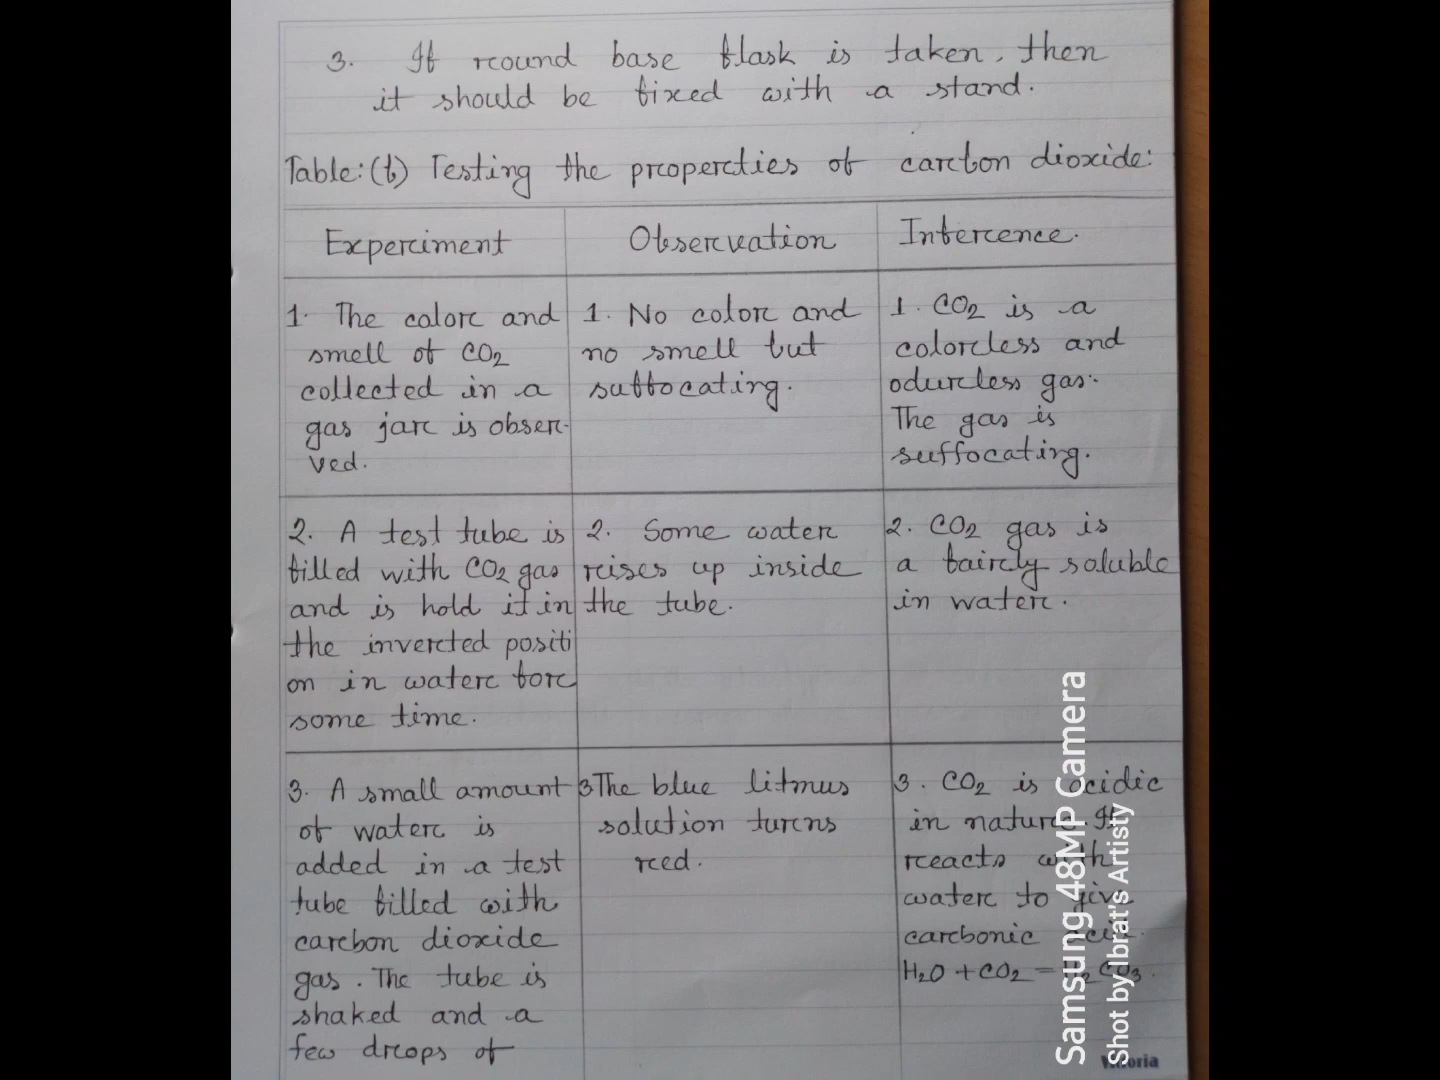 3. If round base flask is taken, then
it should be fixed with a stand.
Table:(b) Testing the properties of carbon dioxide:
Experiment
Observation
Inference.
1. The color and
smell of CO2
collected in a
gas jar is obser-
ved.
1. No color and
no smell but
suffocating.
1. CO2 is a
colorless and
odurless gas.
The gas is
suffocating.
2. A test tube is
filled with CO2 gas
and is hold it in
the inverted positi
on in water for
some time.
2. Some water
rises up inside
the tube.
2. CO2 gas is
a fairly soluble
in water.
3. A small amount
of water is
added in a test
tube filled with
carbon dioxide
gas. The tube is
shaked and a
few drops of
3 The blue litmus
solution turns
red.
3. CO2 is acidic
in nature. It
reacts with
water to give
carbonic acid.
H2O + CO2 = H2CO3.
Samsung 48MP Camera
Shot by Ibrat's Artisty